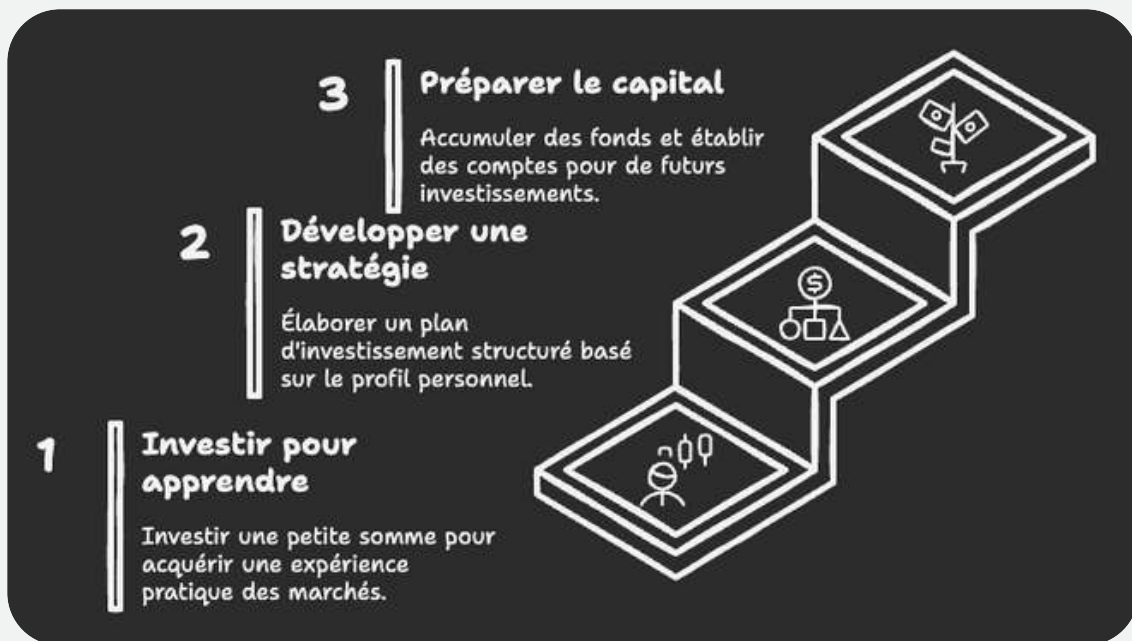 3
Préparer le capital
Accumuler des fonds et établir
des comptes pour de futurs
investissements.
2
Développer une
stratégie
Élaborer un plan
d'investissement structuré basé
sur le profil personnel.
1
Investir pour
apprendre
Investir une petite somme pour
acquérir une expérience
pratique des marchés.
$